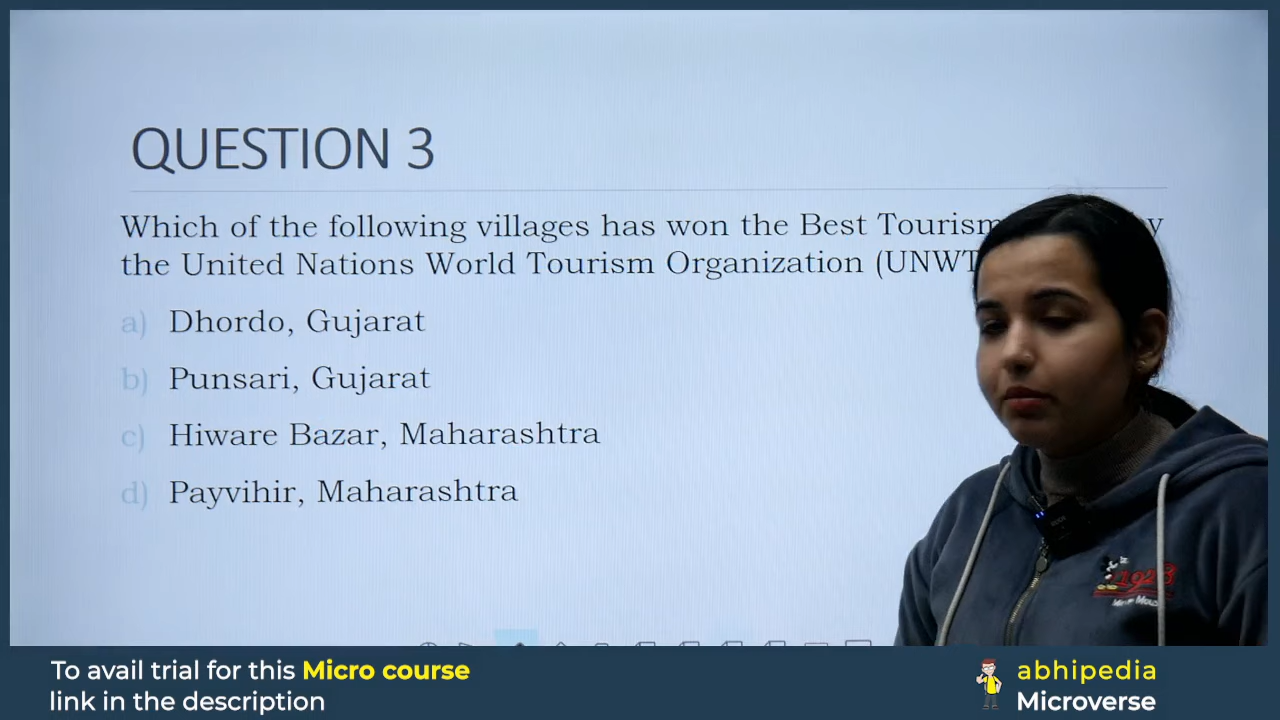 QUESTION 3
Which of the following villages has won the Best Tourism
the United Nations World Tourism Organization
a) Dhordo, Gujarat
b) Punsari, Gujarat
c) Hiware Bazar, Maharashtra
d) Payvihir, Maharashtra
1928
To avail trial for this Micro course
link in the description
abhipedia
Microverse